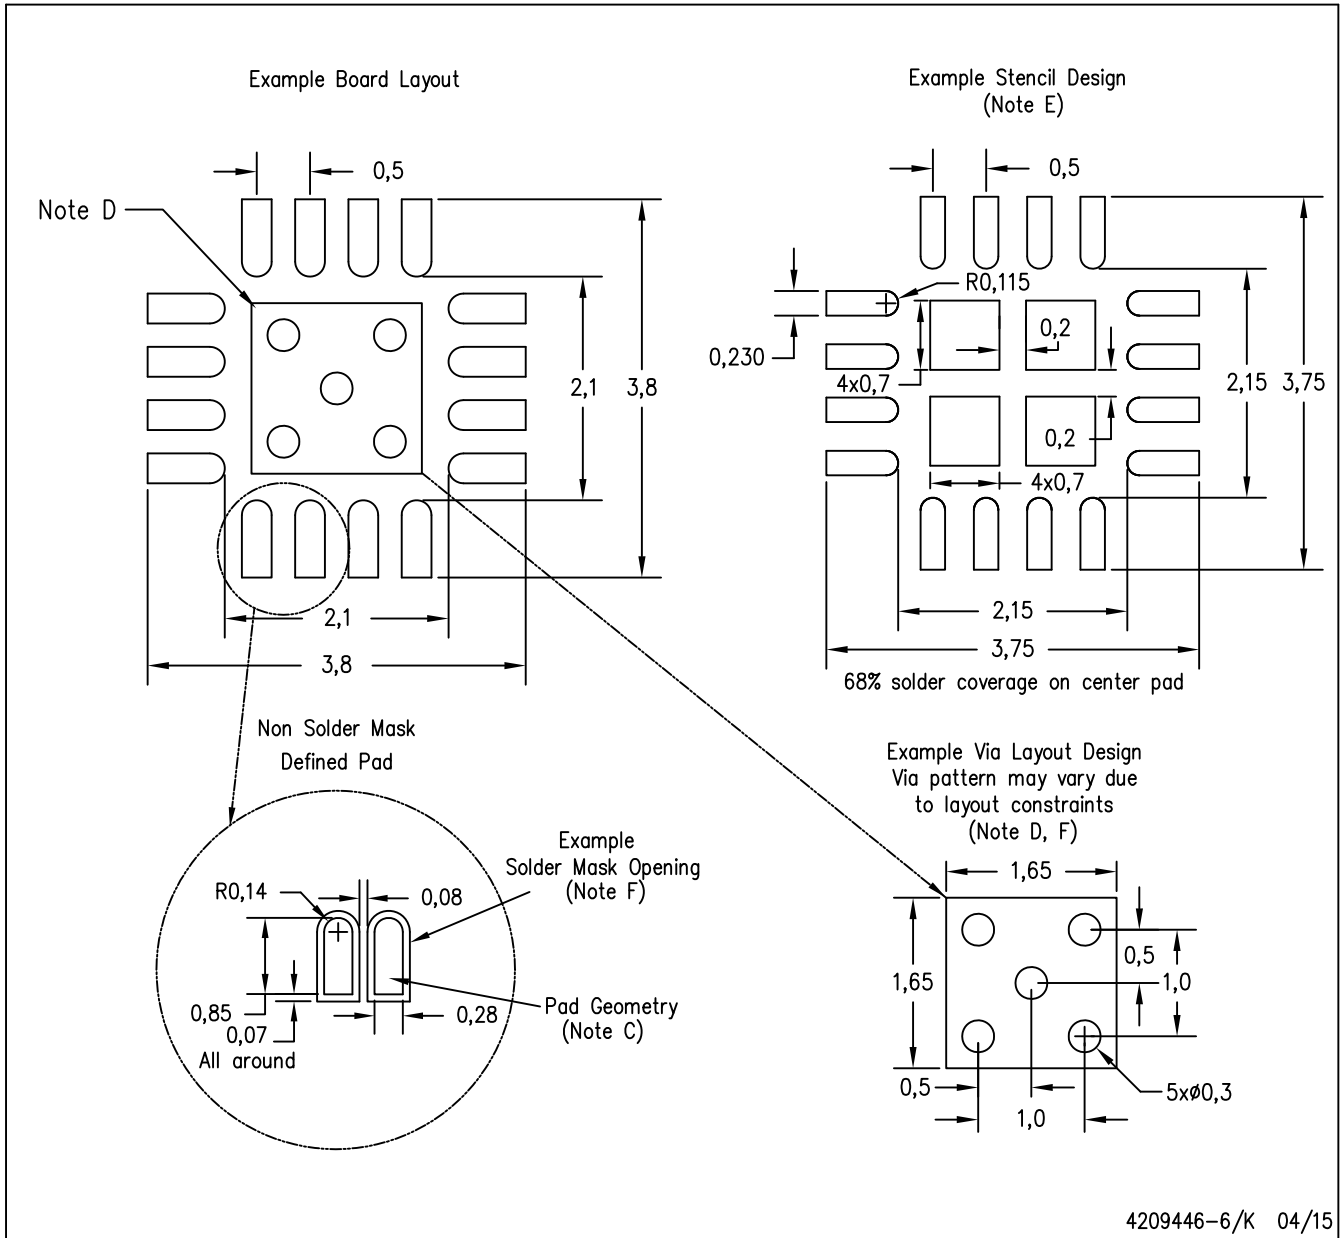 Example Board Layout
0,5
Note D
2,1
3,8
2,1
3,8
Example Stencil Design
(Note E)
0,5
R0,115
0,230
0,2
4x0,7
2,15
3,75
0,2
4x0,7
2,15
3,75
68% solder coverage on center pad
Non Solder Mask
Defined Pad
Example
Solder Mask Opening
(Note F)
R0,14
0,08
0,85
0,07
All around
0,28
Pad Geometry
(Note C)
Example Via Layout Design
Via pattern may vary due
to layout constraints
(Note D, F)
1,65
0,5
1,65
1,0
0,5
5xø0,3
1,0
4209446-6/K 04/15